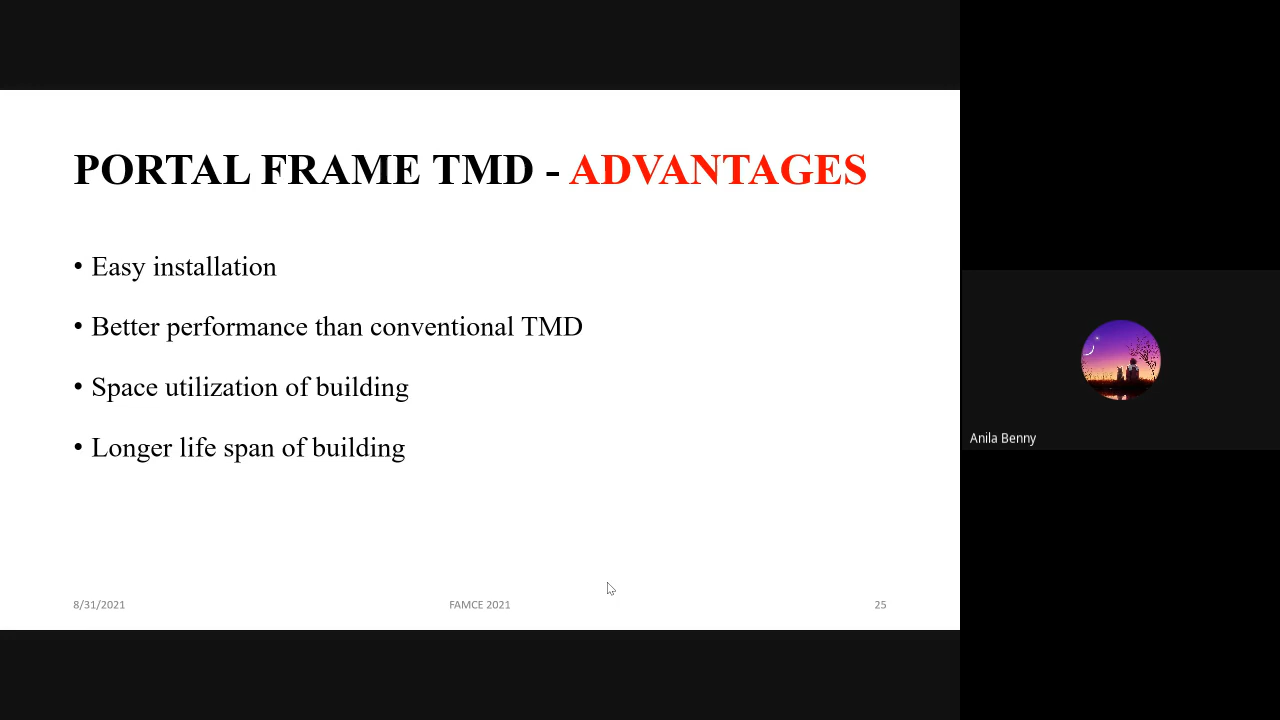 PORTAL FRAME TMD - ADVANTAGES
• Easy installation
• Better performance than conventional TMD
• Space utilization of building
• Longer life span of building
8/31/2021
FAMCE 2021
25
Anila Benny